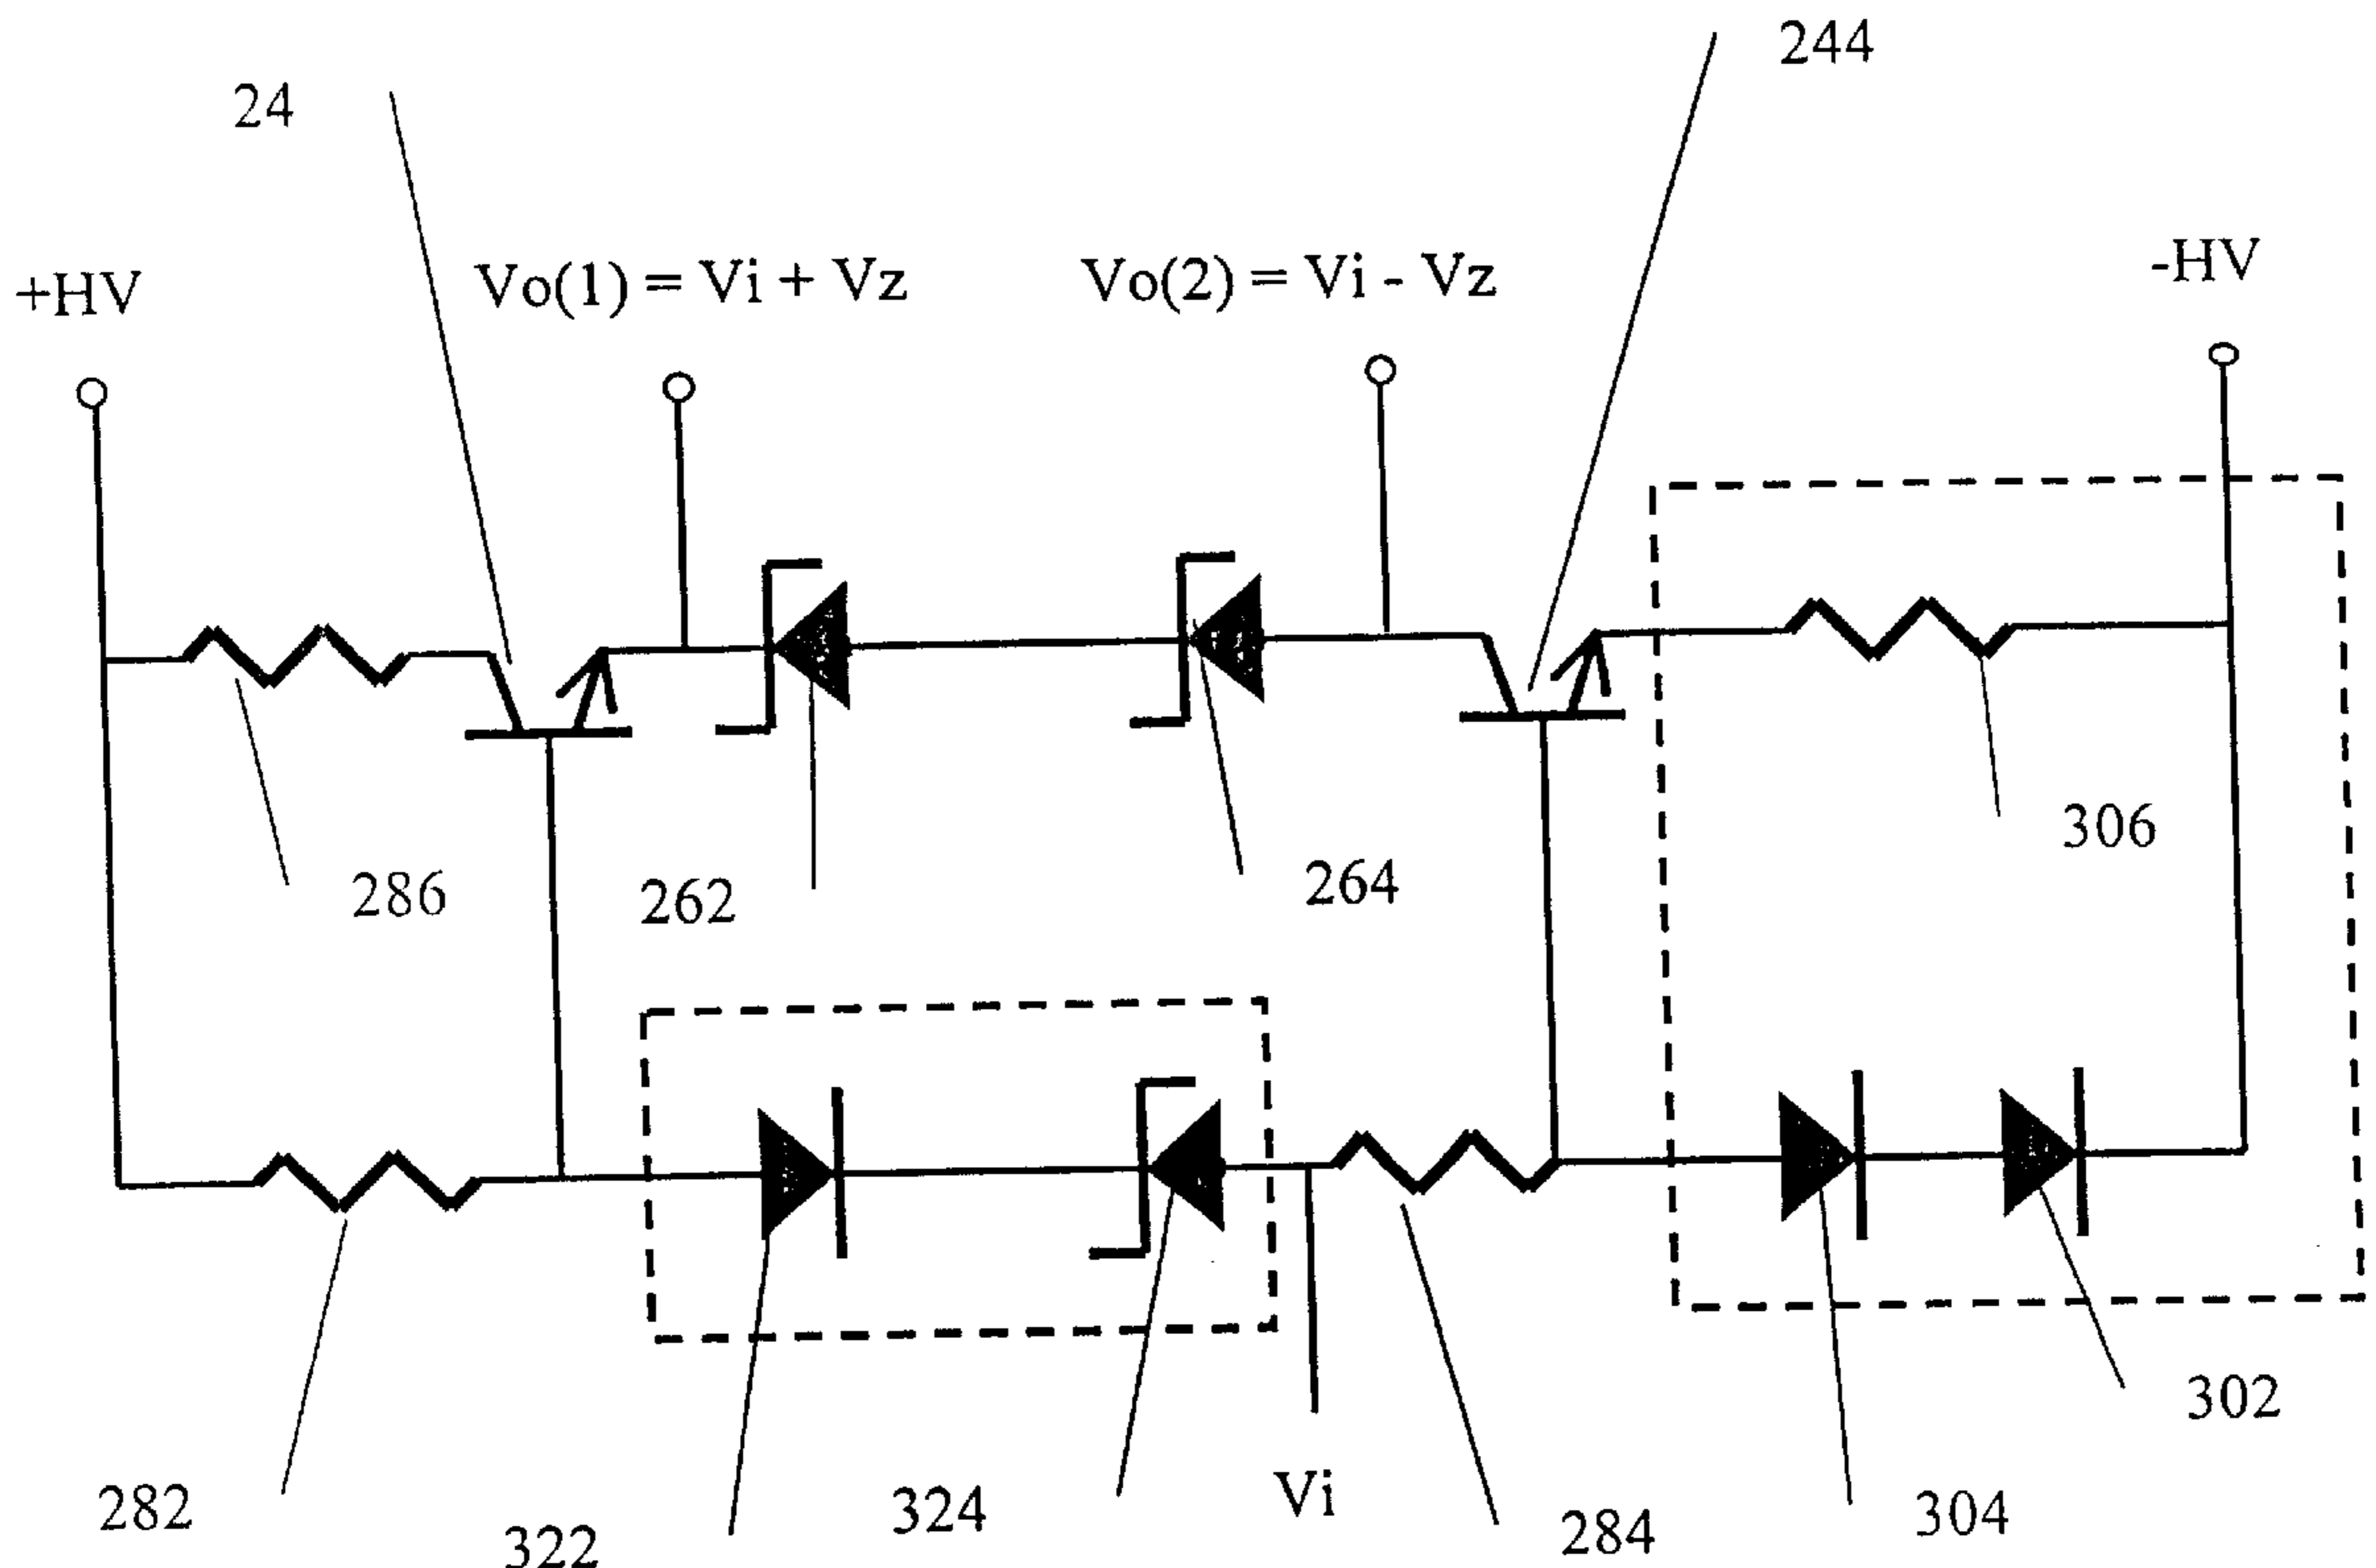 244
24
+HV
Vo(1) = Vi + Vz
Vo(2) = Vi - Vz
-HV
286
262
264
306
302
282
322
324
Vi
284
304